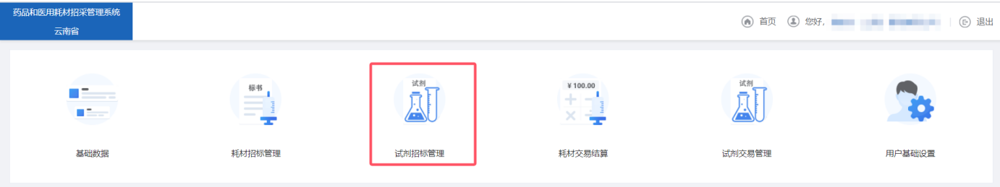 药品和医用耗材招采管理系统
云南省
首页 您好, 退出
标书
试剂
¥ 100.00
试剂
基础数据 耗材招标管理 试剂招标管理 耗材交易结算 试剂交易管理 用户基础设置